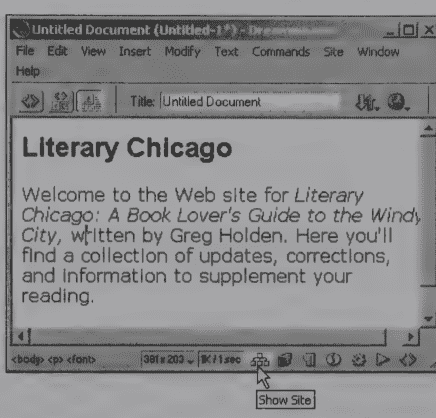 Untitled Document (Untitled-1*) - Dreamweaver
File Edit View Insert Modify Text Commands Site Window
Help
Title: Untitled Document
Literary Chicago
Welcome to the Web site for Literary
Chicago: A Book Lover's Guide to the Windy
City, written by Greg Holden. Here you'll
find a collection of updates, corrections,
and information to supplement your
reading.
<body> <p> <font> 381 x 203 1K / 1 sec
Show Site